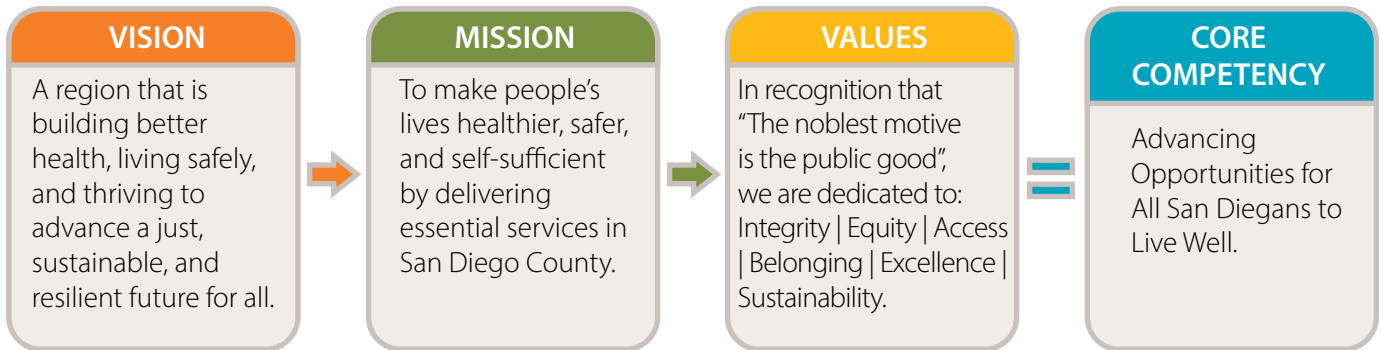 VISION
A region that is
building better
health, living safely,
and thriving to
advance a just,
sustainable, and
resilient future for all.
MISSION
To make people’s
lives healthier, safer,
and self-sufficient
by delivering
essential services in
San Diego County.
VALUES
In recognition that
“The noblest motive
is the public good”,
we are dedicated to:
Integrity | Equity | Access
| Belonging | Excellence |
Sustainability.
CORE
COMPETENCY
Advancing
Opportunities for
All San Diegans to
Live Well.